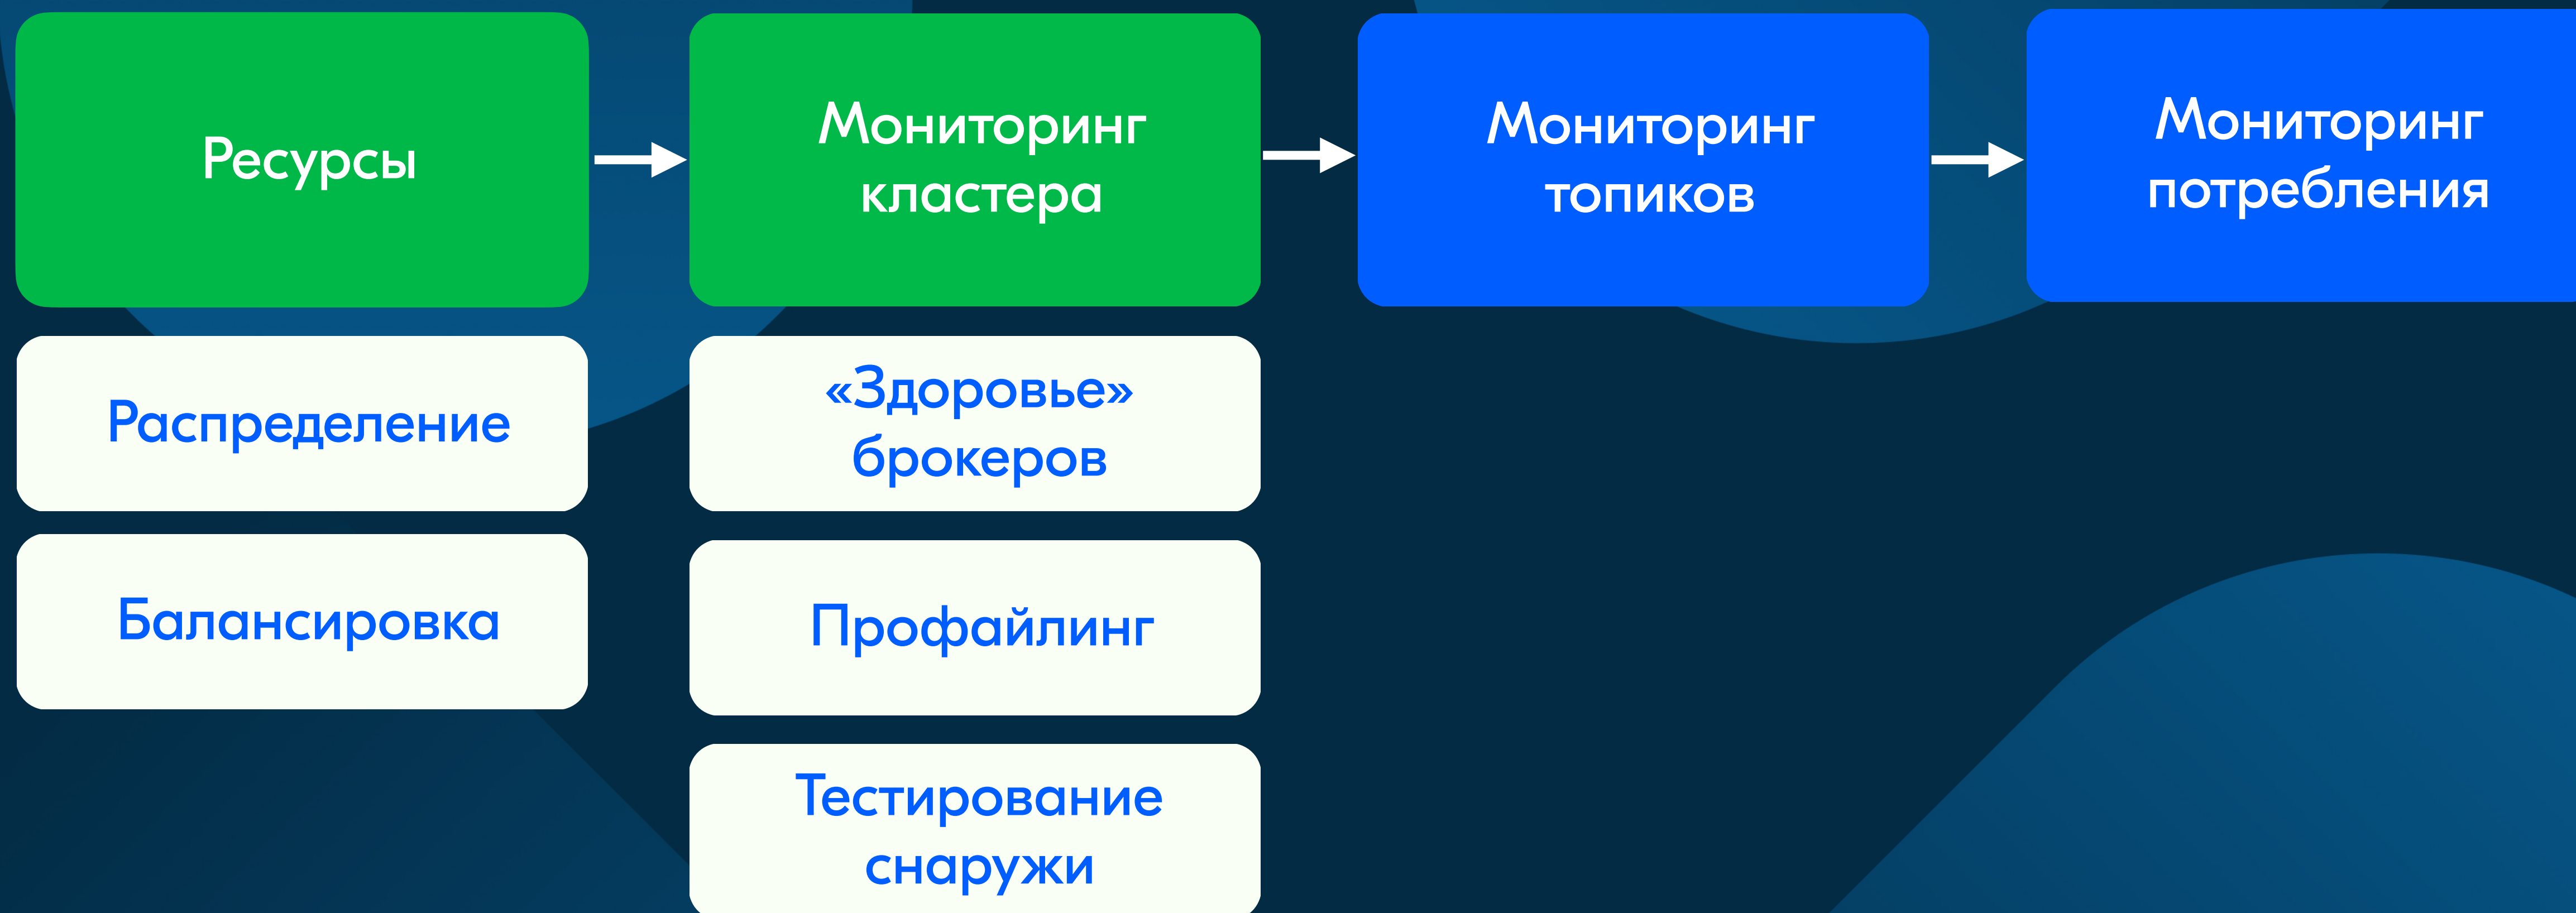 Ресурсы
Мониторинг
кластера
Мониторинг
топиков
Мониторинг
потребления
Распределение
«Здоровье»
брокеров
Балансировка
Профайлинг
Тестирование
снаружи